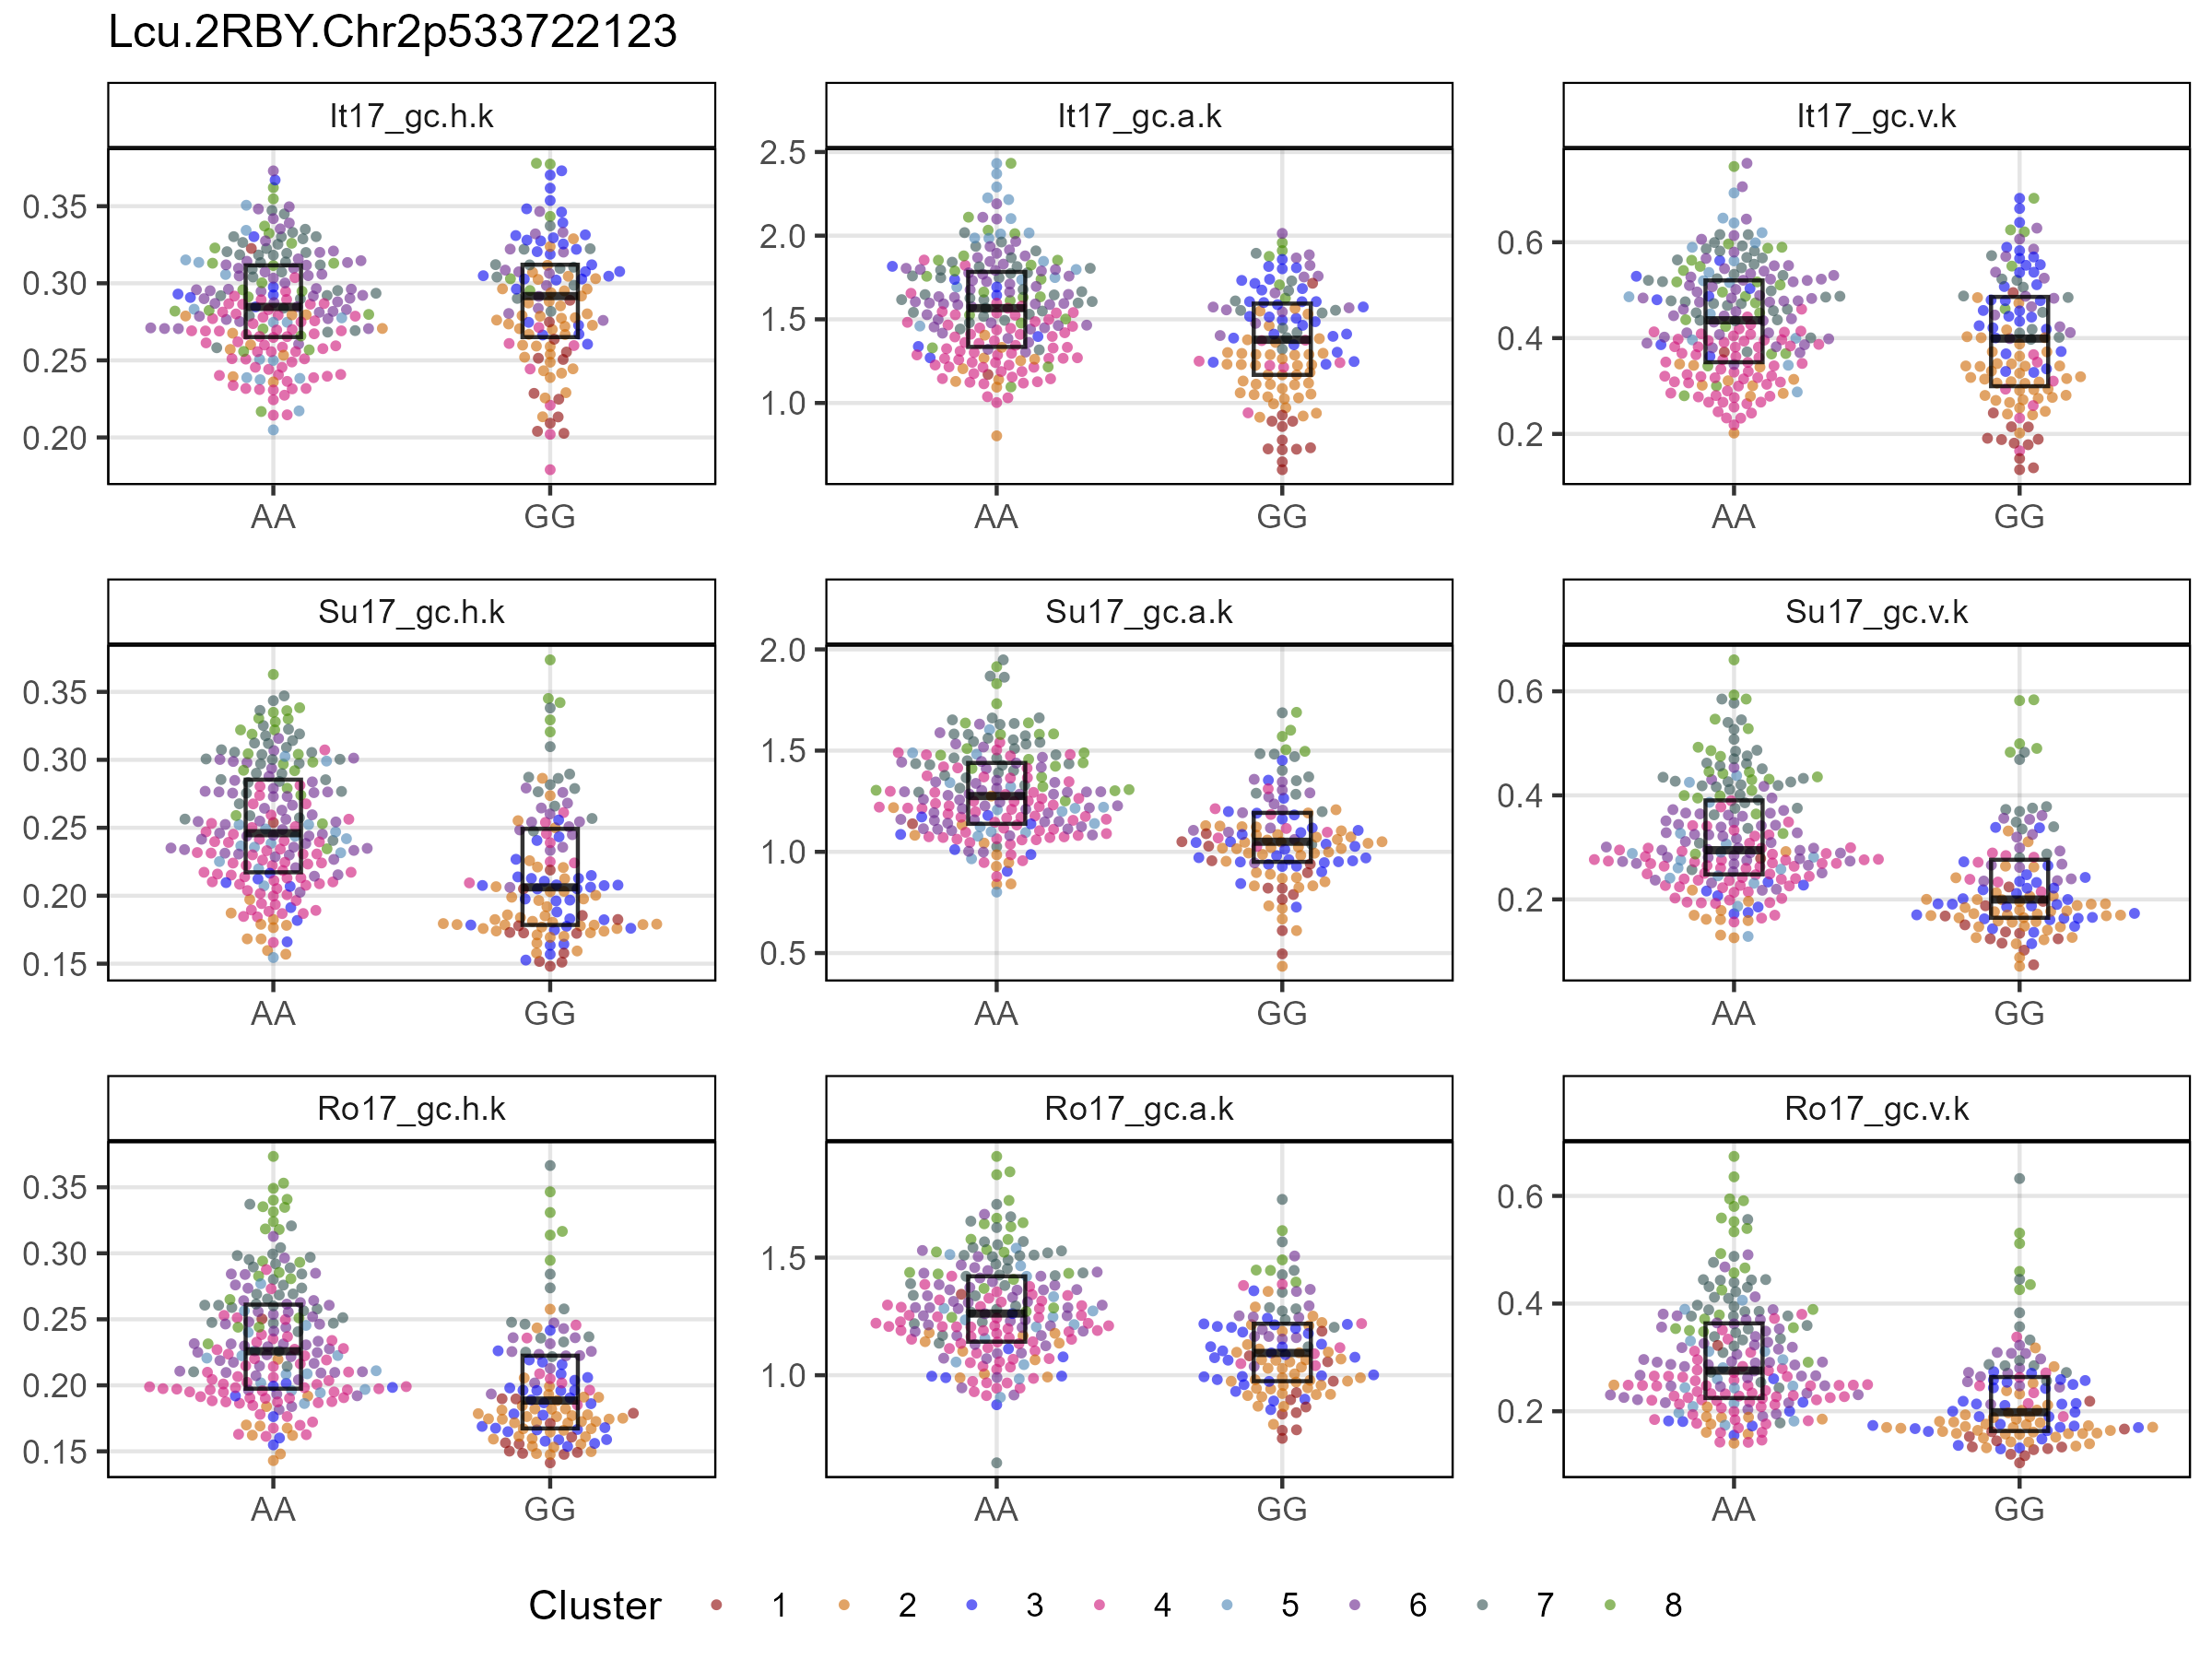 Lcu.2RBY.Chr2p533722123
It17_gc.h.k
It17_gc.a.k
It17_gc.v.k
0.35
0.30
0.25
0.20
2.5
2.0
1.5
1.0
0.6
0.4
0.2
AA GG
AA GG
AA GG
Su17_gc.h.k
Su17_gc.a.k
Su17_gc.v.k
0.35
0.30
0.25
0.20
0.15
2.0
1.5
1.0
0.5
0.6
0.4
0.2
AA GG
AA GG
AA GG
Ro17_gc.h.k
Ro17_gc.a.k
Ro17_gc.v.k
0.35
0.30
0.25
0.20
0.15
1.5
1.0
0.6
0.4
0.2
AA GG
AA GG
AA GG
Cluster 1 2 3 4 5 6 7 8